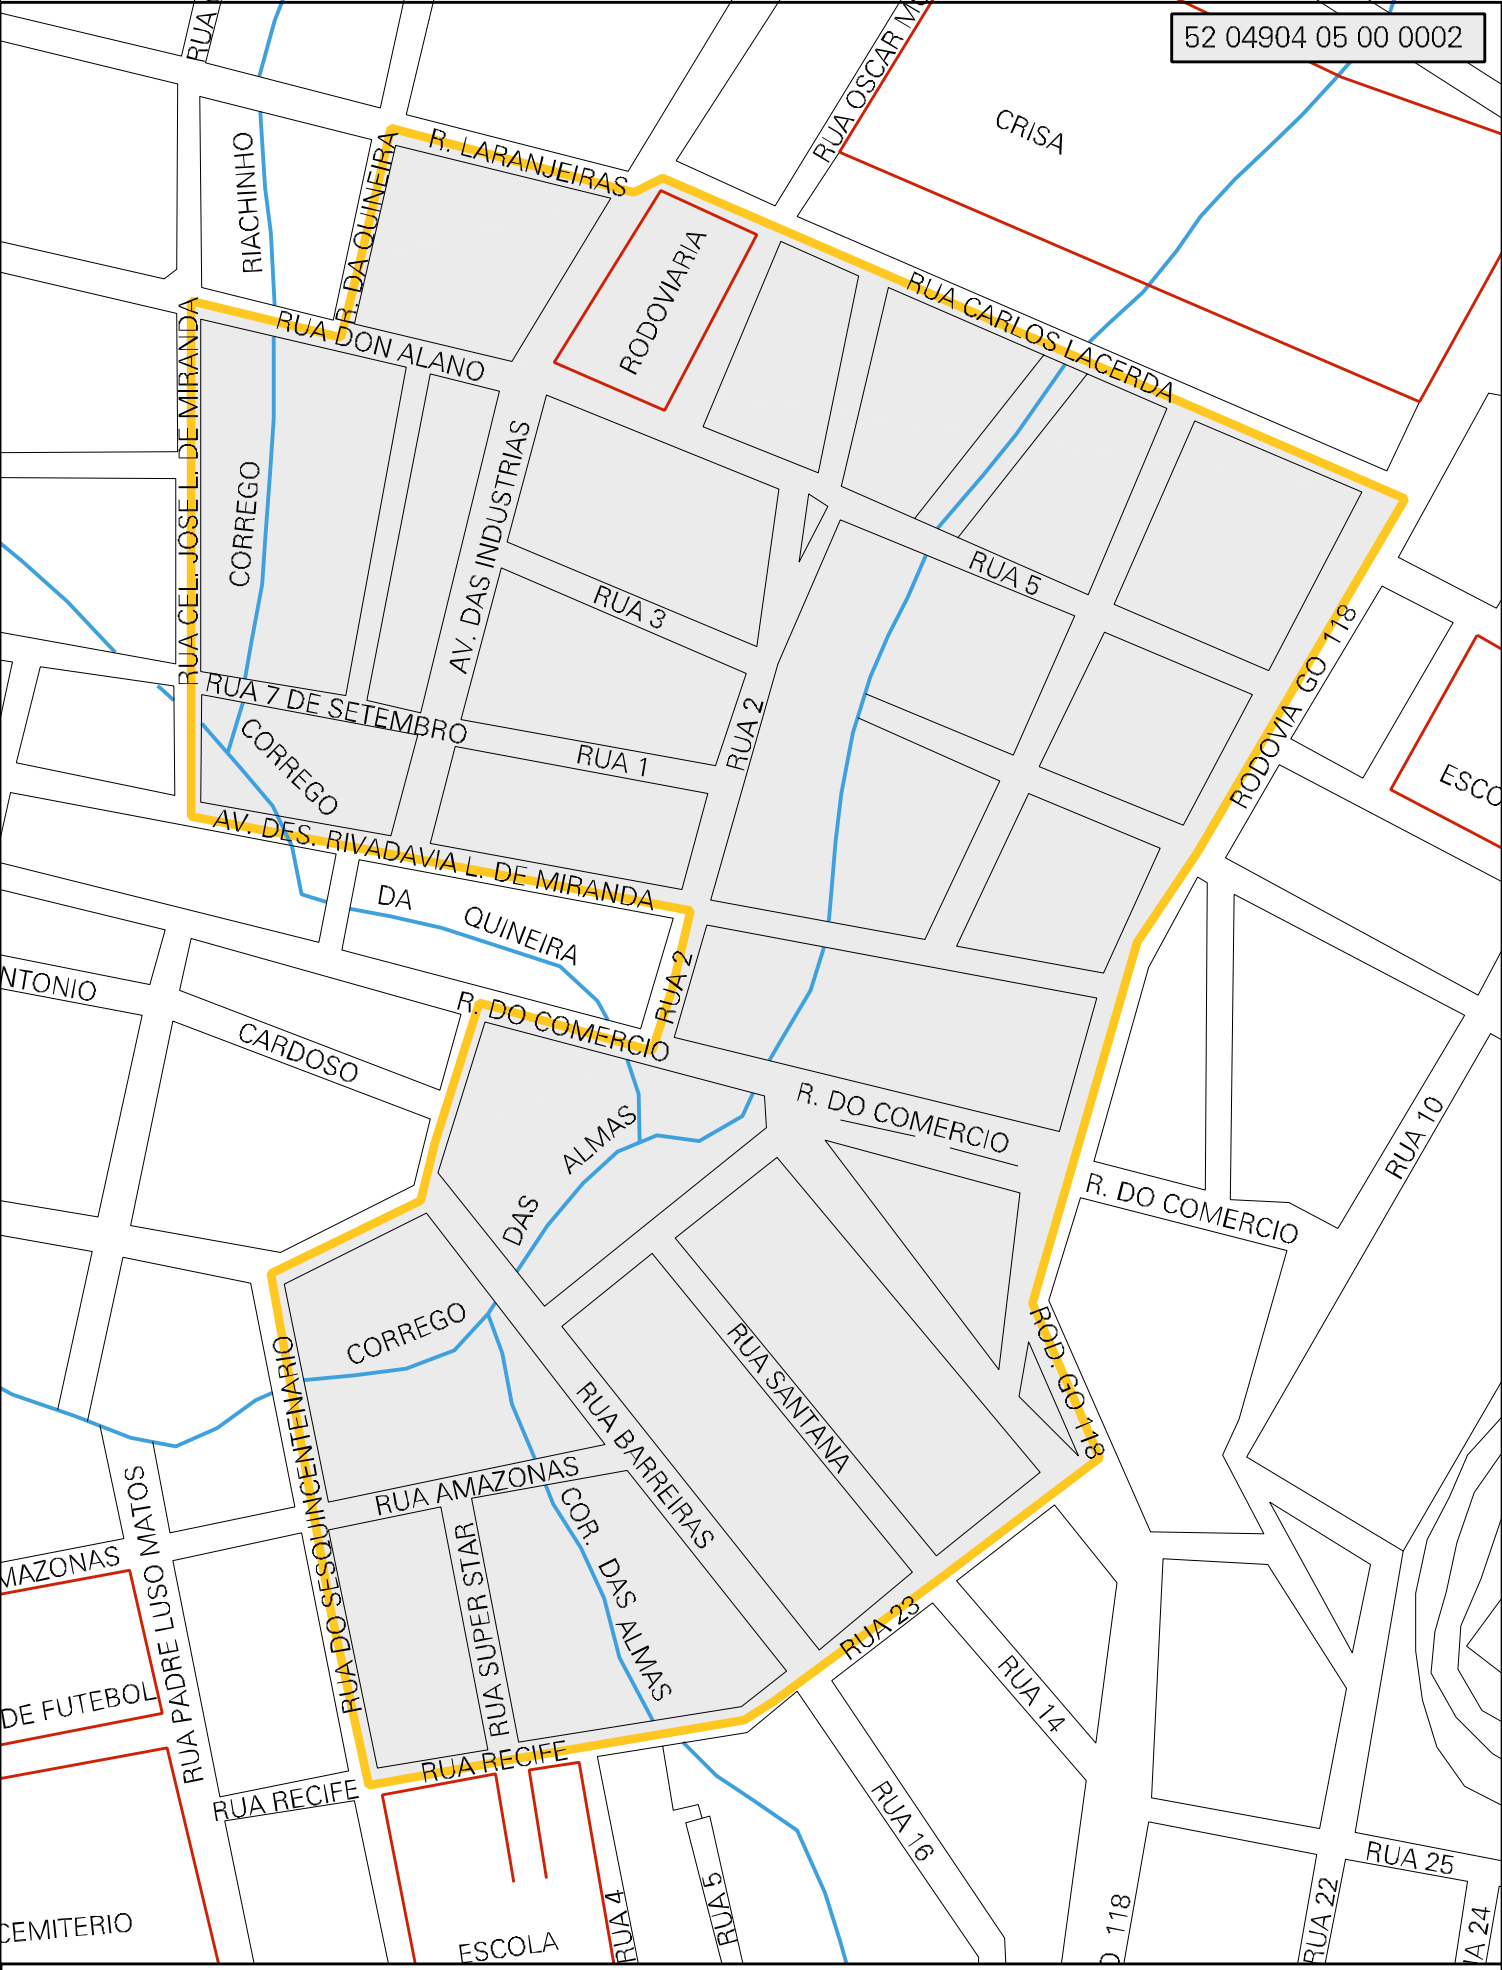 52 04904 05 00 0002
RUA
RUA OSCAR
CRISA
R. LARANJEIRAS
RIACHINHO
R. DA QUINEIRA
RODOVIARIA
RUA CARLOS LACERDA
RUA DON ALANO
RUA CEL. JOSE L. DE MIRANDA
CORREGO
AV. DAS INDUSTRIAS
RUA 5
RUA 3
RODOVIA GO 118
RUA 7 DE SETEMBRO
RUA 2
RUA 1
CORREGO
ESCO
AV. DES. RIVADAVIA L. DE MIRANDA
DA QUINEIRA
RUA 2
NTONIO
R. DO COMERCIO
CARDOSO
R. DO COMERCIO
RUA 10
ALMAS
DAS
R. DO COMERCIO
CORREGO
RUA DO SESQUINCENTENARIO
RUA SANTANA
ROD. GO 118
RUA BARREIRAS
RUA AMAZONAS
COR. DAS ALMAS
RUA PADRE LUSO MATOS
MAZONAS
RUA SUPER STAR
RUA 23
RUA 14
DE FUTEBOL
RUA RECIFE
RUA RECIFE
RUA 16
RUA 25
CEMITERIO
ESCOLA
RUA 4
RUA 5
O 118
RUA 22
IA 24